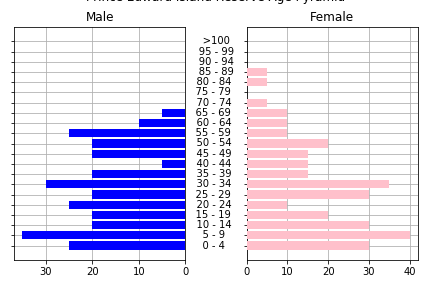 Prince Edward Island Reserve Age Pyramid
Male Female
>100
95 - 99
90 - 94
85 - 89
80 - 84
75 - 79
70 - 74
65 - 69
60 - 64
55 - 59
50 - 54
45 - 49
40 - 44
35 - 39
30 - 34
25 - 29
20 - 24
15 - 19
10 - 14
5 - 9
0 - 4
30 20 10 0 0 10 20 30 40